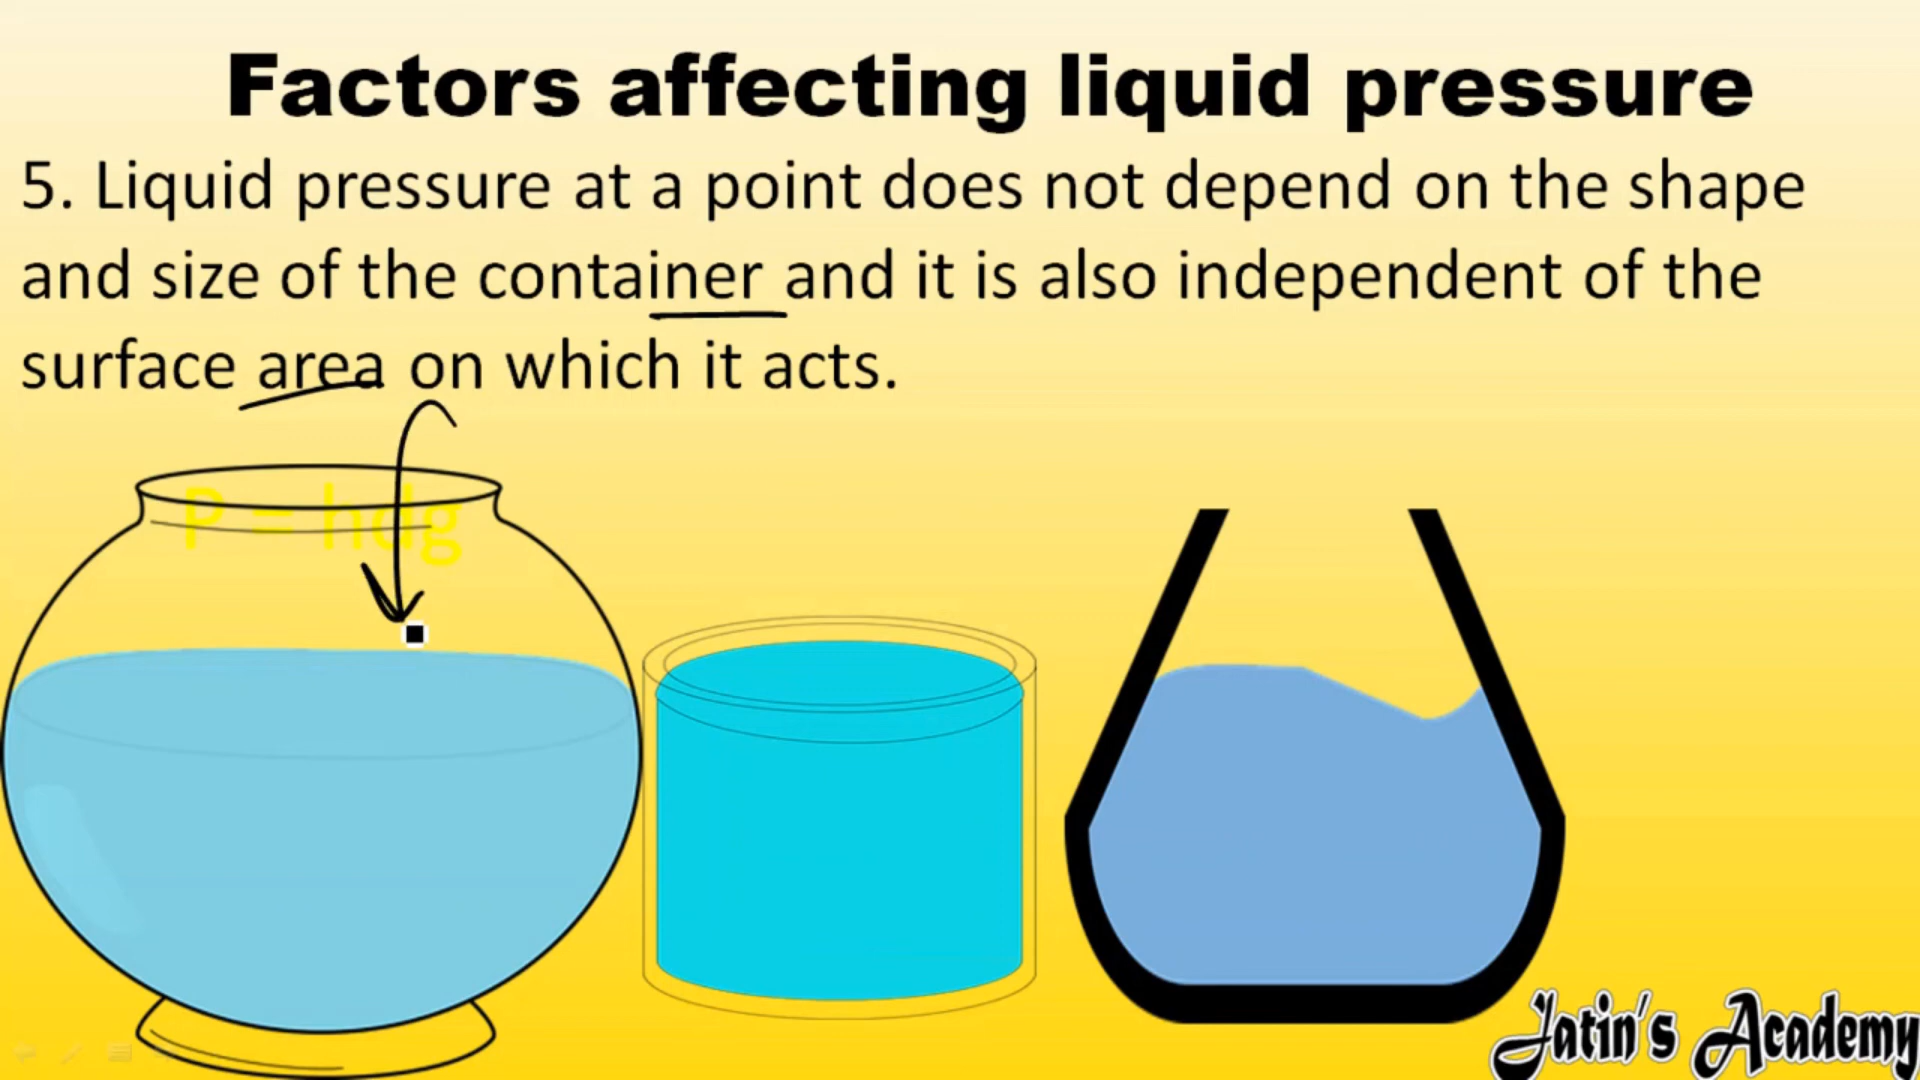 Factors affecting liquid pressure
5. Liquid pressure at a point does not depend on the shape
and size of the container and it is also independent of the
surface area on which it acts.
P = hdg
Jatin's Academy